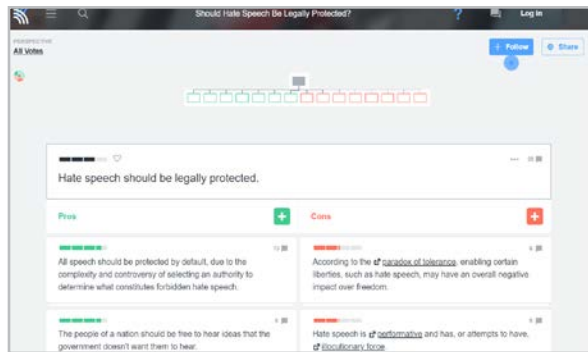 Should Hate Speech Be Legally Protected?
?
Log In
PERSPECTIVE
All Votes
+ Follow
Share
Hate speech should be legally protected.
Pros
+
Cons
+
All speech should be protected by default, due to the
complexity and controversy of selecting an authority to
determine what constitutes forbidden hate speech.
According to the paradox of tolerance, enabling certain
liberties, such as hate speech, may have an overall negative
impact over freedom.
The people of a nation should be free to hear ideas that the
government doesn't want them to hear.
Hate speech is performative and has, or attempts to have,
illocutionary force